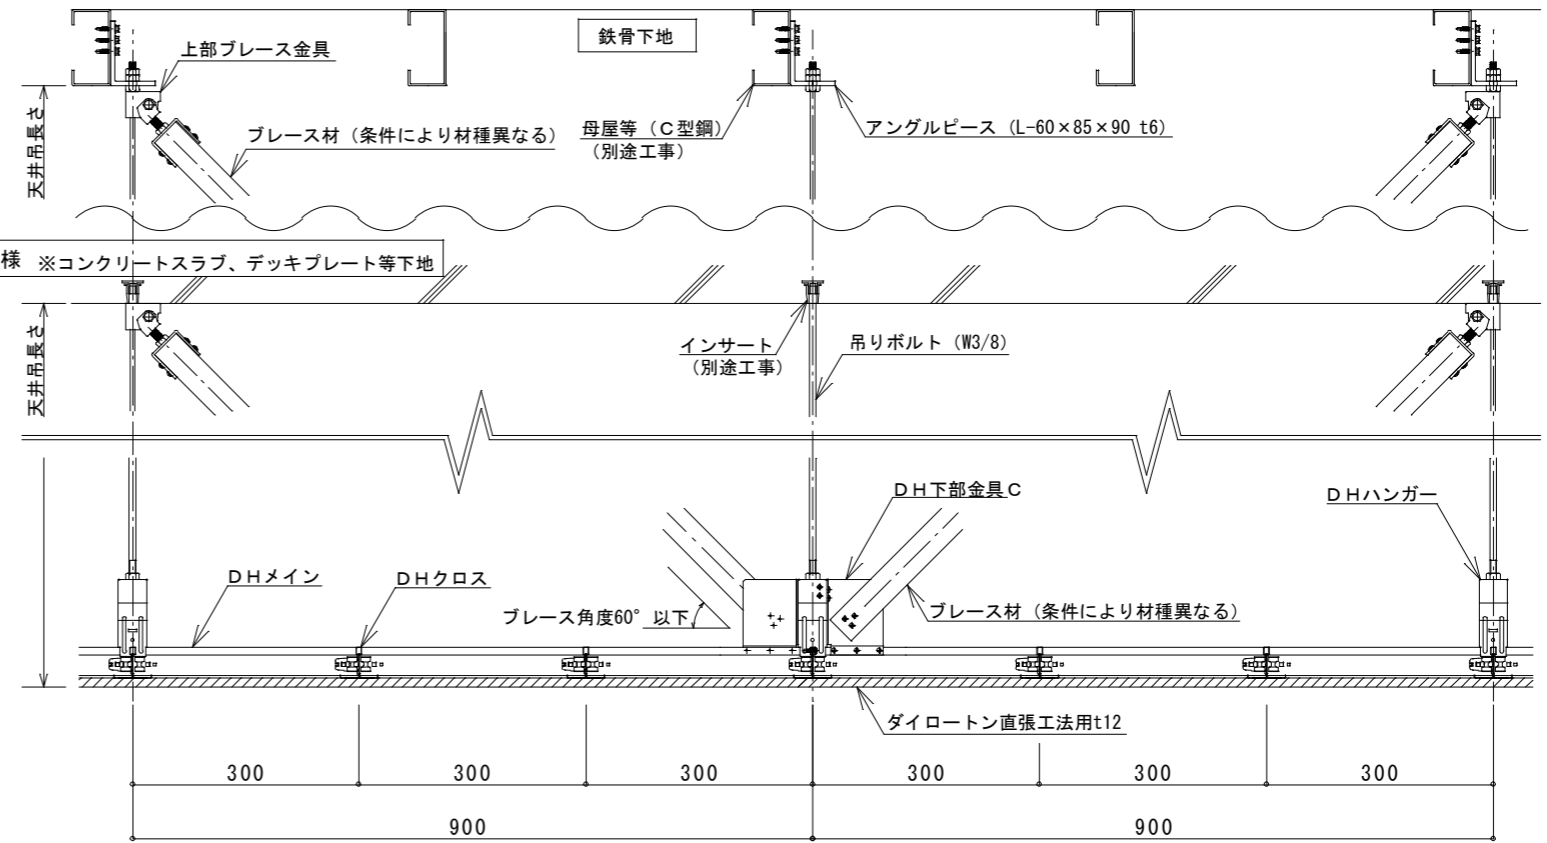 鉄骨下地
上部ブレース金具
天井吊長さ
ブレース材（条件により材種異なる）
母屋等（Ｃ型鋼）
（別途工事）
アングルピース（L-60×85×90 t6）
様 ※コンクリートスラブ、デッキプレート等下地
天井吊長さ
インサート
（別途工事）
吊りボルト（W3/8）
ＤＨ下部金具Ｃ
ＤＨハンガー
ＤＨメイン
ＤＨクロス
ブレース角度60°以下
ブレース材（条件により材種異なる）
ダイロートン直張工法用t12
300 300 300 300 300 300
900 900